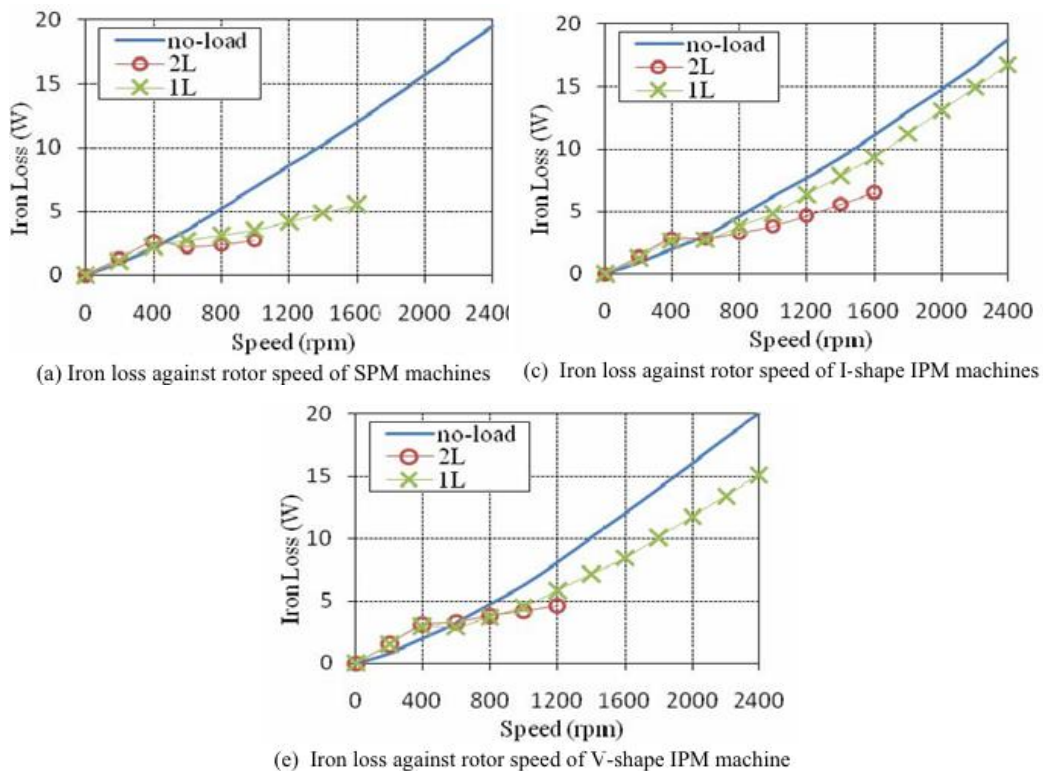 20
15
10
5
0
Iron Loss (W)
no-load
2L
1L
0 400 800 1200 1600 2000 2400
Speed (rpm)
(a) Iron loss against rotor speed of SPM machines
20
15
10
5
0
Iron Loss (W)
no-load
2L
1L
0 400 800 1200 1600 2000 2400
Speed (rpm)
(c) Iron loss against rotor speed of I-shape IPM machines
20
15
10
5
0
Iron Loss (W)
no-load
2L
1L
0 400 800 1200 1600 2000 2400
Speed (rpm)
(e) Iron loss against rotor speed of V-shape IPM machine